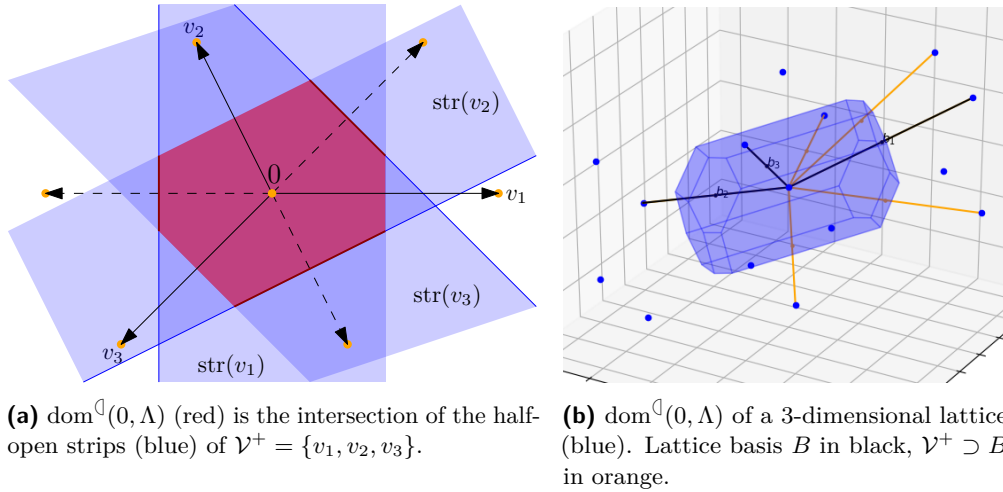 v₂
str(v₂)
0
v₁
str(v₃)
v₃
str(v₁)
b₁
b₃
b₂
(a) dom^ℂ(0, Λ) (red) is the intersection of the half-
open strips (blue) of 𝒱⁺ = {v₁, v₂, v₃}.
(b) dom^ℂ(0, Λ) of a 3-dimensional lattice
(blue). Lattice basis B in black, 𝒱⁺ ⊃ B
in orange.